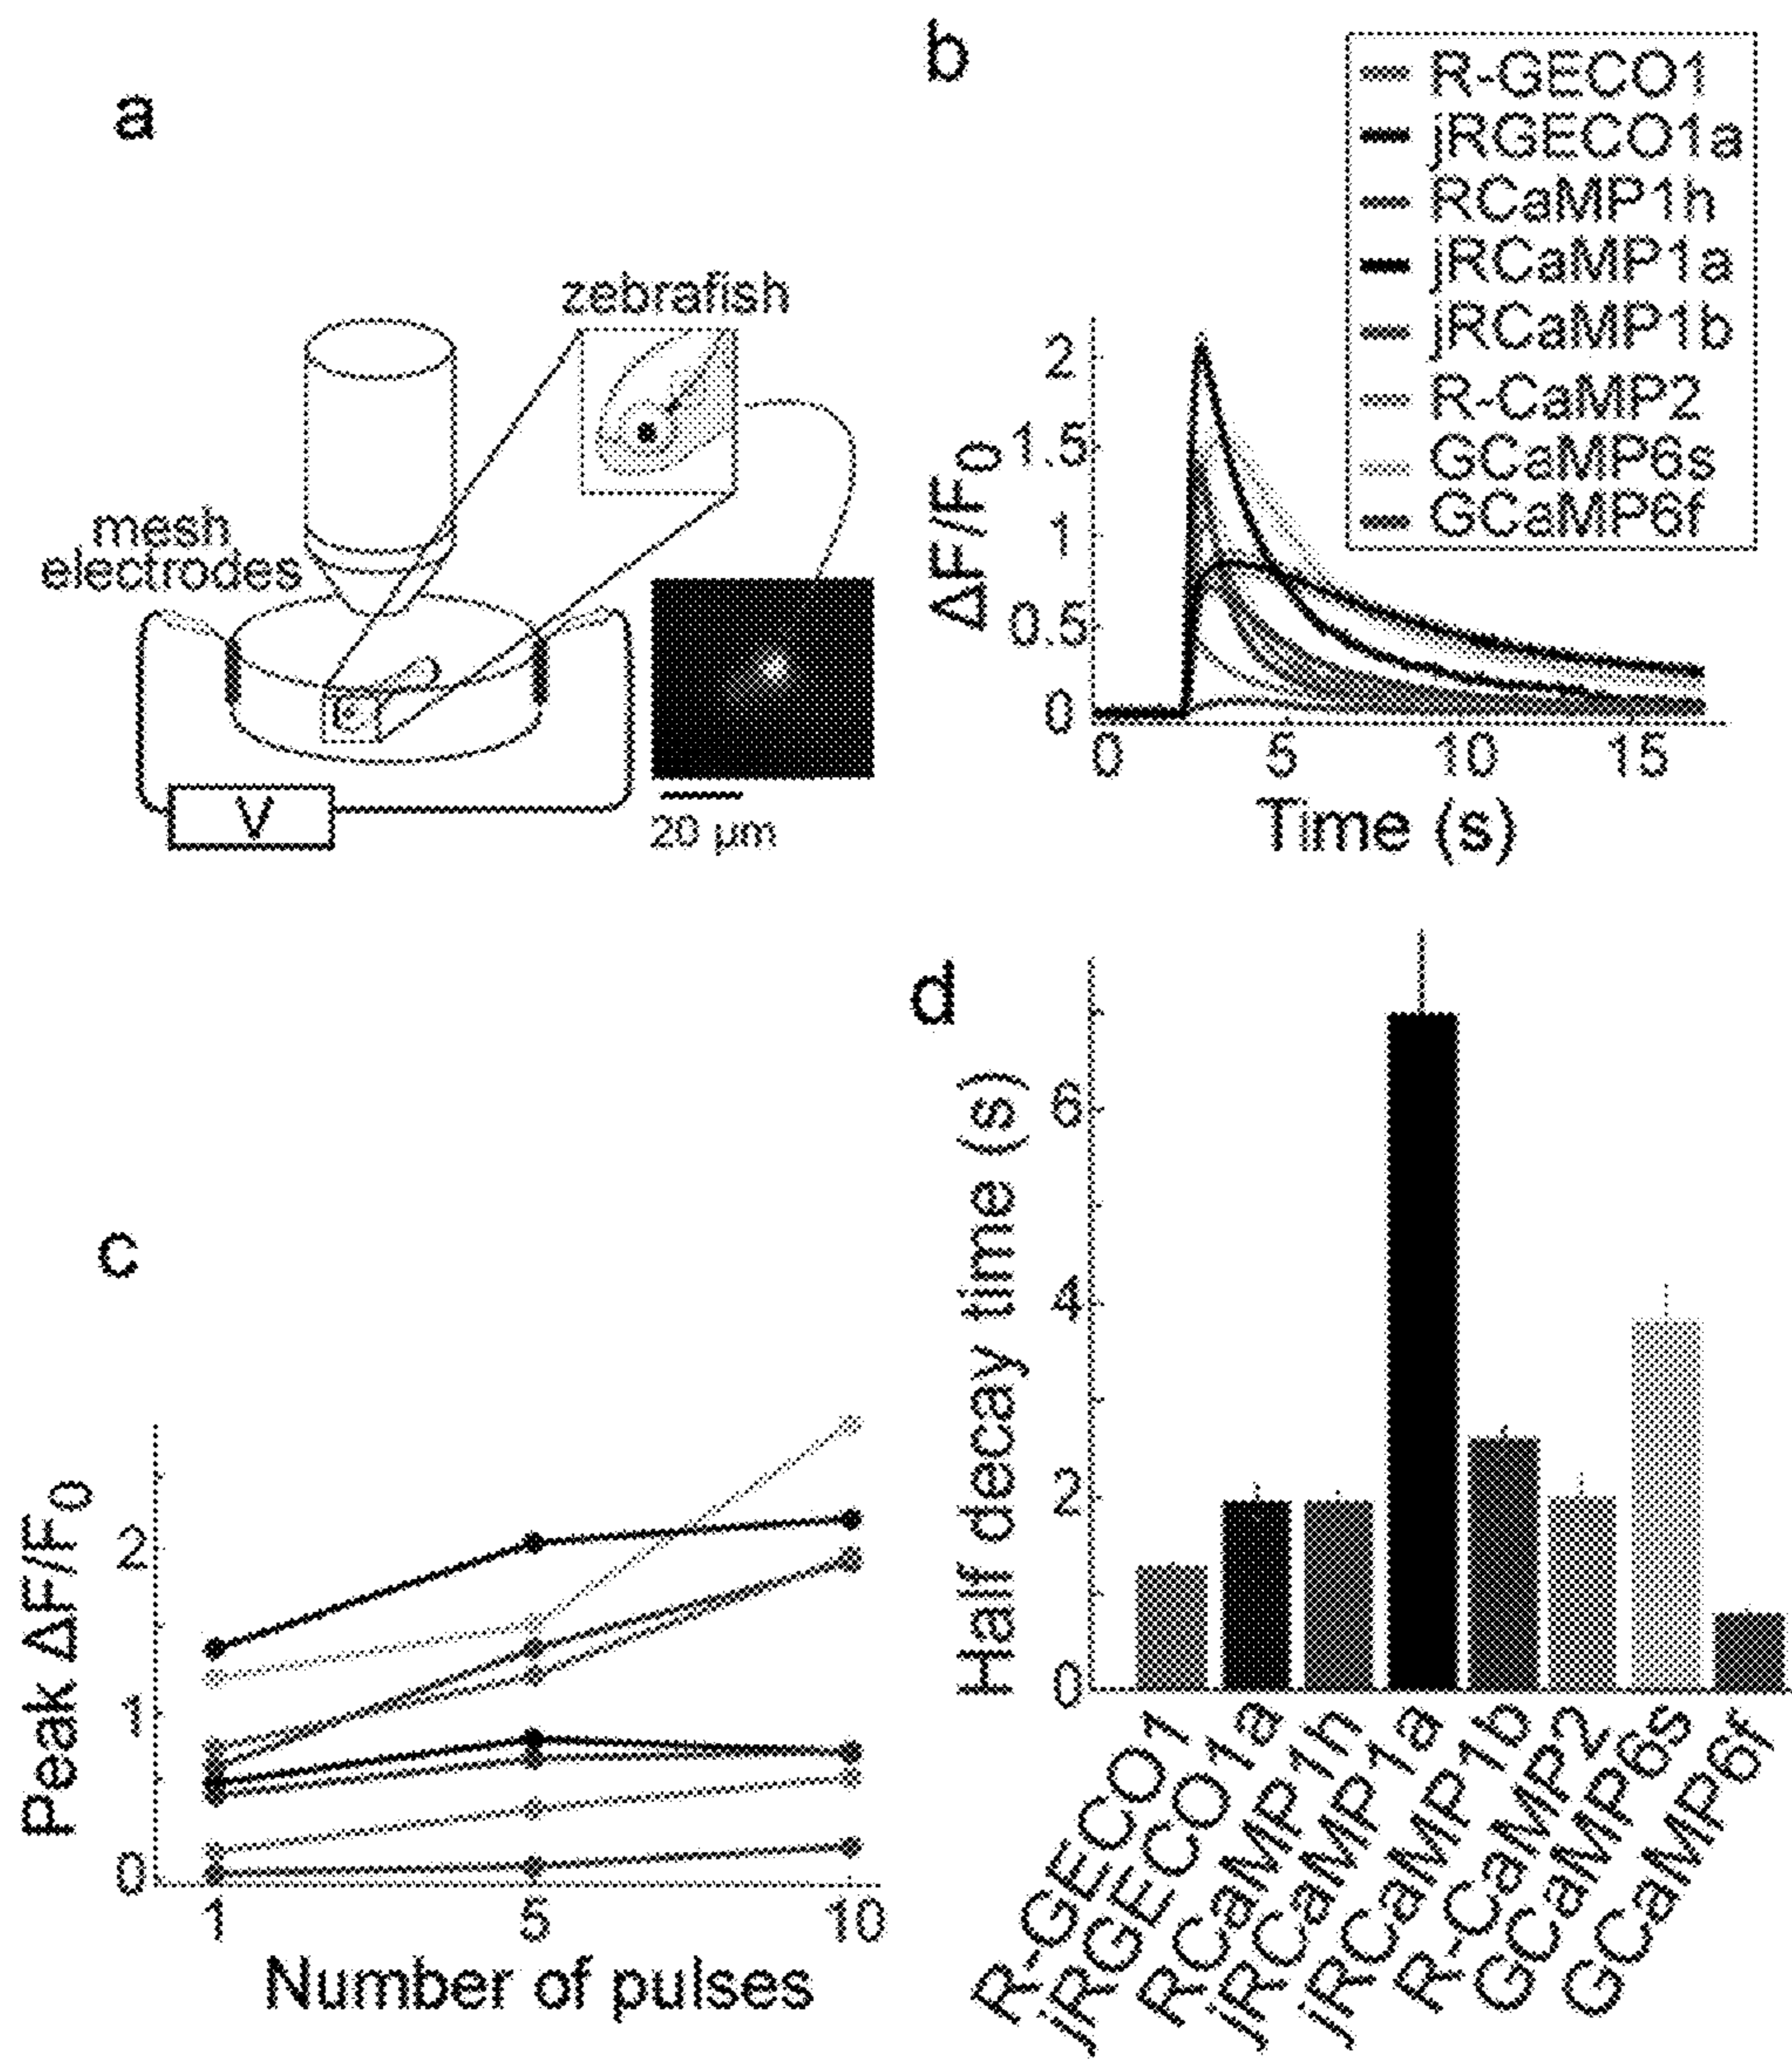 a
zebrafish
mesh
electrodes
V
20 µm
b
R-GECO1
jRGECO1a
RCaMP1h
jRCaMP1a
jRCaMP1b
R-CaMP2
GCaMP6s
GCaMP6f
ΔF/F0
2
1.5
1
0.5
0
0 5 10 15
Time (s)
c
Peak ΔF/F0
2
1
0
1 5 10
Number of pulses
d
Half decay time (s)
6
4
2
0
R-GECO1
jRGECO1a
RCaMP1h
jRCaMP1a
jRCaMP1b
R-CaMP2
GCaMP6s
GCaMP6f